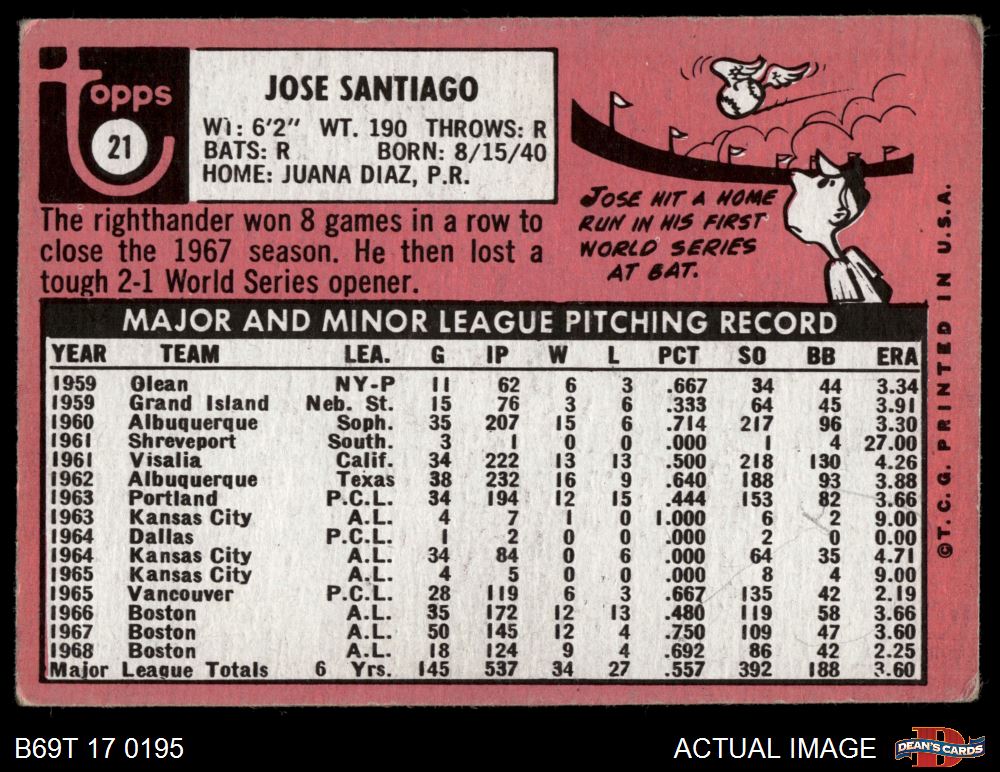 topps
21
JOSE SANTIAGO
WT: 6'2" WT. 190 THROWS: R
BATS: R BORN: 8/15/40
HOME: JUANA DIAZ, P.R.
The righthander won 8 games in a row to
close the 1967 season. He then lost a
tough 2-1 World Series opener.
JOSE HIT A HOME
RUN IN HIS FIRST
WORLD SERIES
AT BAT.
MAJOR AND MINOR LEAGUE PITCHING RECORD
YEAR TEAM LEA. G IP W L PCT SO BB ERA
1959 Olean NY-P 11 62 6 3 .667 34 44 3.34
1959 Grand Island Neb. St. 15 76 3 6 .333 64 45 3.91
1960 Albuquerque Soph. 35 207 15 6 .714 217 96 3.30
1961 Shreveport South. 3 1 0 0 .000 1 4 27.00
1961 Visalia Calif. 34 222 13 13 .500 218 130 4.26
1962 Albuquerque Texas 38 232 16 9 .640 188 93 3.88
1963 Portland P.C.L. 34 194 12 15 .444 153 82 3.66
1963 Kansas City A.L. 4 7 1 0 1.000 6 2 9.00
1964 Dallas P.C.L. 1 2 0 0 .000 2 0 0.00
1964 Kansas City A.L. 34 84 0 6 .000 64 35 4.71
1965 Kansas City A.L. 4 5 0 0 .000 8 4 9.00
1965 Vancouver P.C.L. 28 119 6 3 .667 135 42 2.19
1966 Boston A.L. 35 172 12 13 .480 119 58 3.66
1967 Boston A.L. 50 145 12 4 .750 109 47 3.60
1968 Boston A.L. 18 124 9 4 .692 86 42 2.25
Major League Totals 6 Yrs. 145 537 34 27 .557 392 188 3.60
© T. C. G. PRINTED IN U.S.A.
B69T 17 0195
ACTUAL IMAGE
D
DEAN'S CARDS